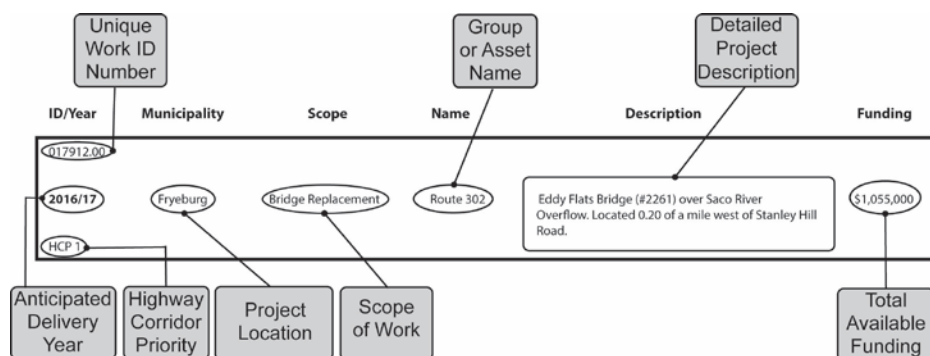 Unique
Work ID
Number
Group
or Asset
Name
Detailed
Project
Description
ID/Year Municipality Scope Name Description Funding
017912.00
2016/17 Fryeburg Bridge Replacement Route 302 $1,055,000
Eddy Flats Bridge (#2261) over Saco River
Overflow. Located 0.20 of a mile west of Stanley Hill
Road.
HCP 1
Anticipated
Delivery
Year
Highway
Corridor
Priority
Project
Location
Scope
of Work
Total
Available
Funding